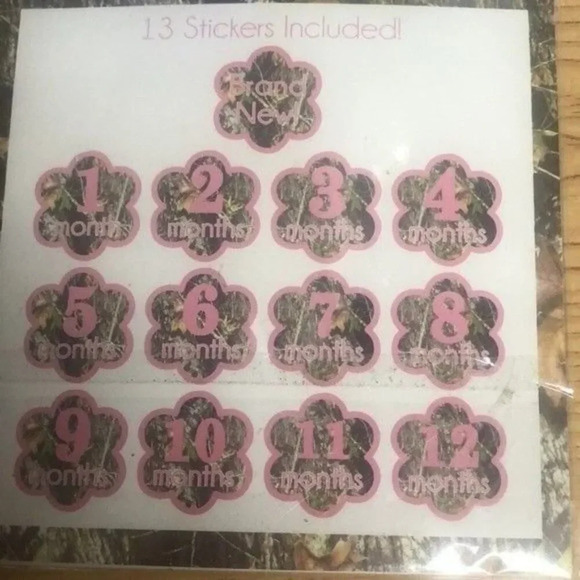 13 Stickers Included!
Brand
New!
1 2 3 4
month months months months
5 6 7 8
months months months months
9 10 11 12
months months months months